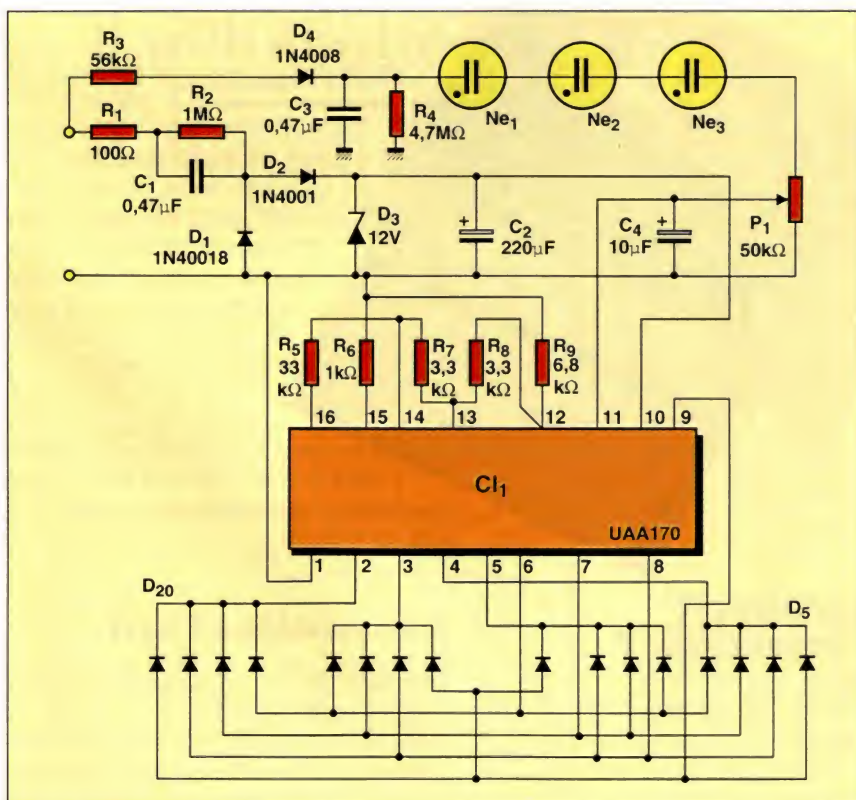 D4
1N4008
R3
56kΩ
R1
100Ω
R2
1MΩ
C1
0,47µF
C3
0,47µF
R4
4,7MΩ
Ne1
Ne2
Ne3
D2
1N4001
D1
1N40018
D3
12V
C2
220µF
C4
10µF
P1
50kΩ
R5
33
kΩ
R6
1kΩ
R7
3,3
kΩ
R8
3,3
kΩ
R9
6,8
kΩ
16 15 14 13 12 11 10 9
CI1
UAA170
1 2 3 4 5 6 7 8
D20
D5